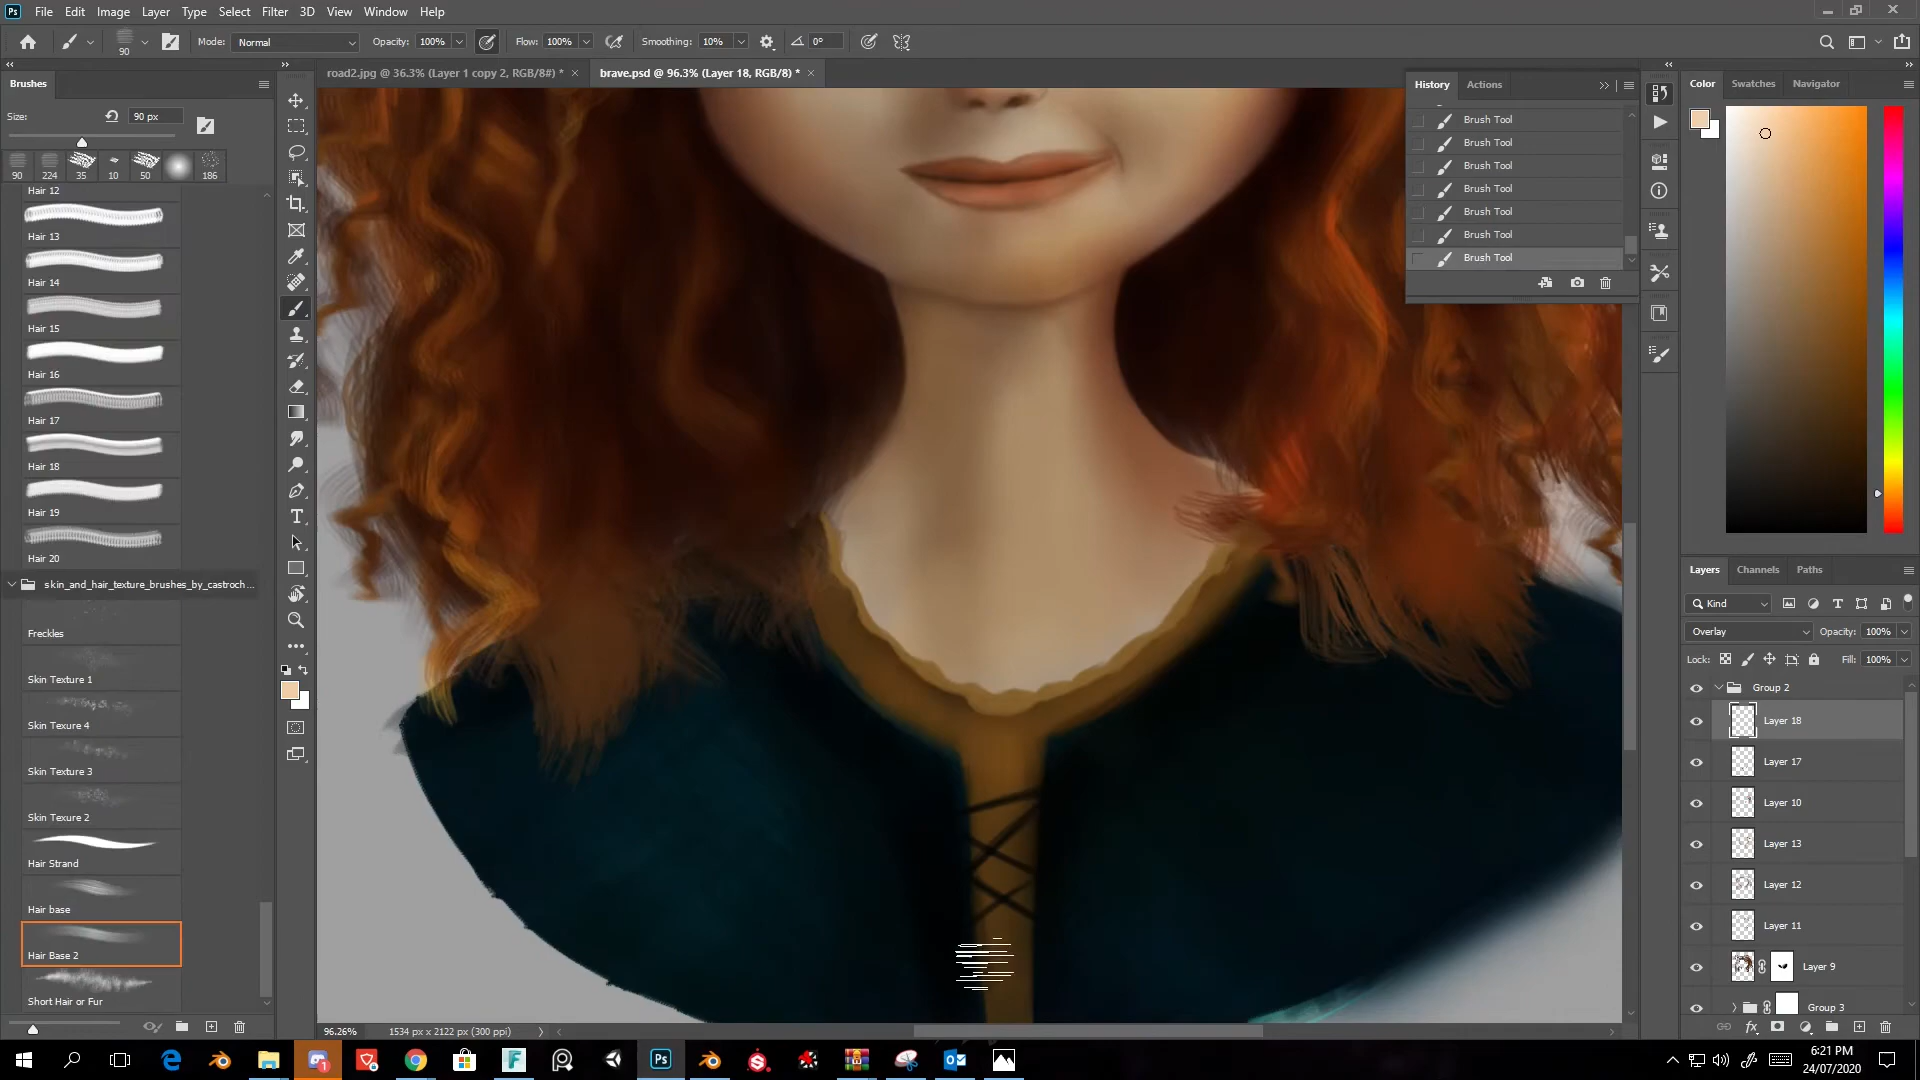 Ps File Edit Image Layer Type Select Filter 3D View Window Help
90 Mode: Normal Opacity: 100% Flow: 100% Smoothing: 10% 0°
Brushes
road2.jpg @ 36.3% (Layer 1 copy 2, RGB/8#) *
brave.psd @ 96.3% (Layer 18, RGB/8) *
Size: 90 px
90 224 35 10 50 186
Hair 12
Hair 13
Hair 14
Hair 15
Hair 16
Hair 17
Hair 18
Hair 19
Hair 20
skin_and_hair_texture_brushes_by_castroch...
Freckles
Skin Texture 1
Skin Texure 4
Skin Texture 3
Skin Texure 2
Hair Strand
Hair base
Hair Base 2
Short Hair or Fur
History Actions
Brush Tool
Brush Tool
Brush Tool
Brush Tool
Brush Tool
Brush Tool
Brush Tool
Color Swatches Navigator
Layers Channels Paths
Kind
Overlay Opacity: 100%
Lock: Fill: 100%
Group 2
Layer 18
Layer 17
Layer 10
Layer 13
Layer 12
Layer 11
Layer 9
Group 3
fx
96.26% 1534 px x 2122 px (300 ppi)
1 Ps
6:21 PM
24/07/2020